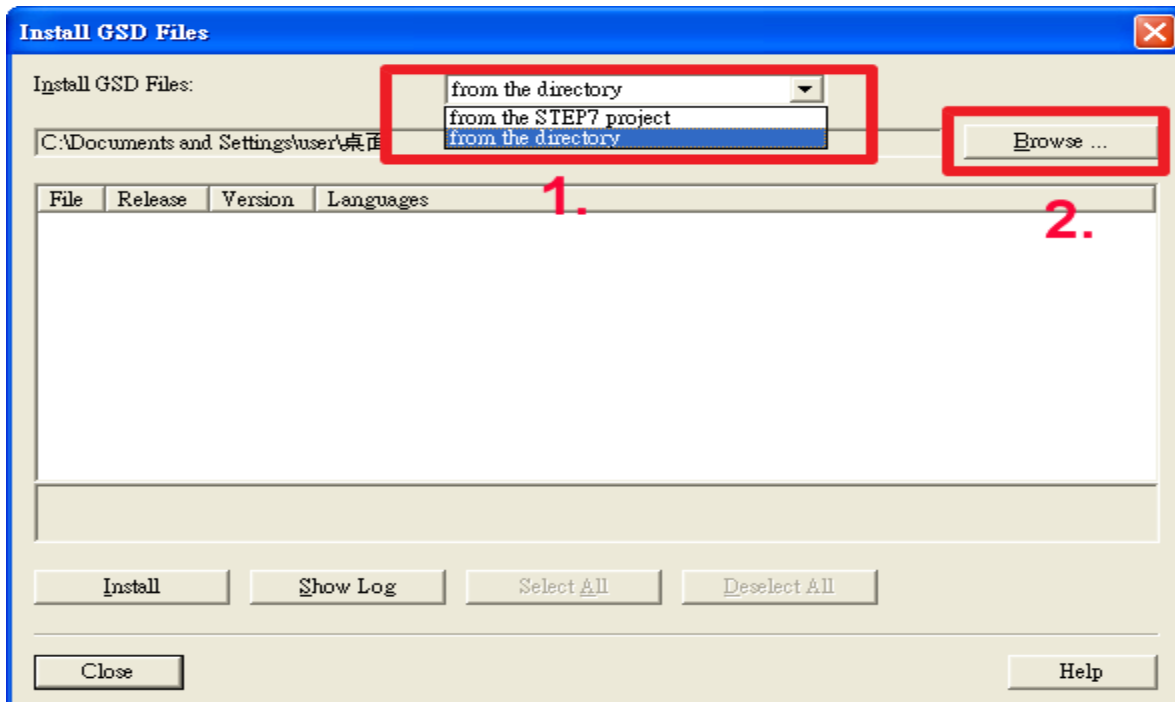 Install GSD Files
Install GSD Files:
from the directory
from the STEP7 project
from the directory
C:\Documents and Settings\user\桌面
Browse ...
1.
2.
File Release Version Languages
Install Show Log Select All Deselect All
Close Help